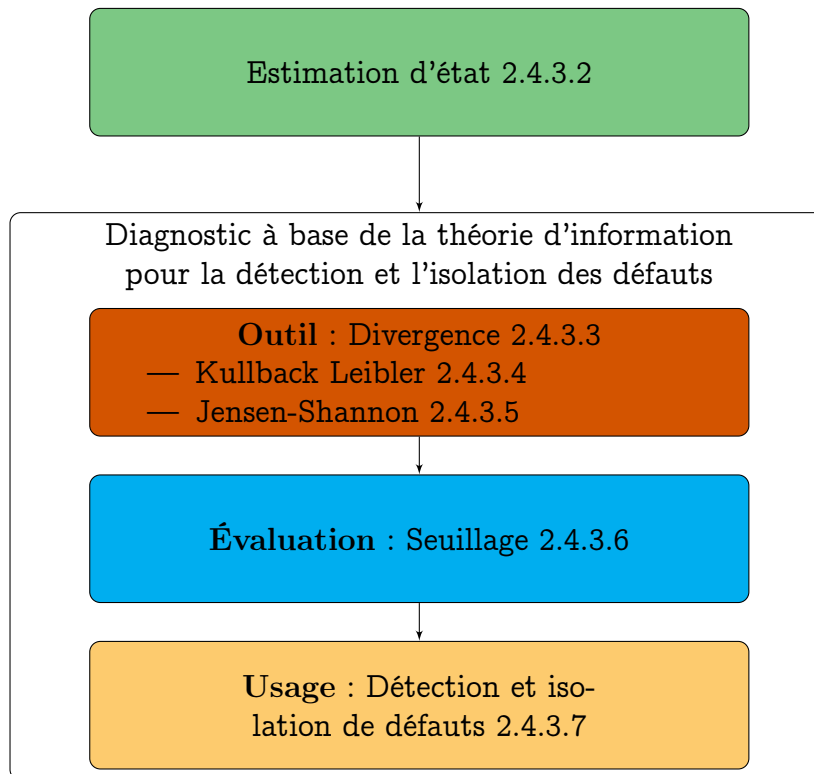 Estimation d'état 2.4.3.2
Diagnostic à base de la théorie d'information
pour la détection et l'isolation des défauts
Outil : Divergence 2.4.3.3
— Kullback Leibler 2.4.3.4
— Jensen-Shannon 2.4.3.5
Évaluation : Seuillage 2.4.3.6
Usage : Détection et iso-
lation de défauts 2.4.3.7